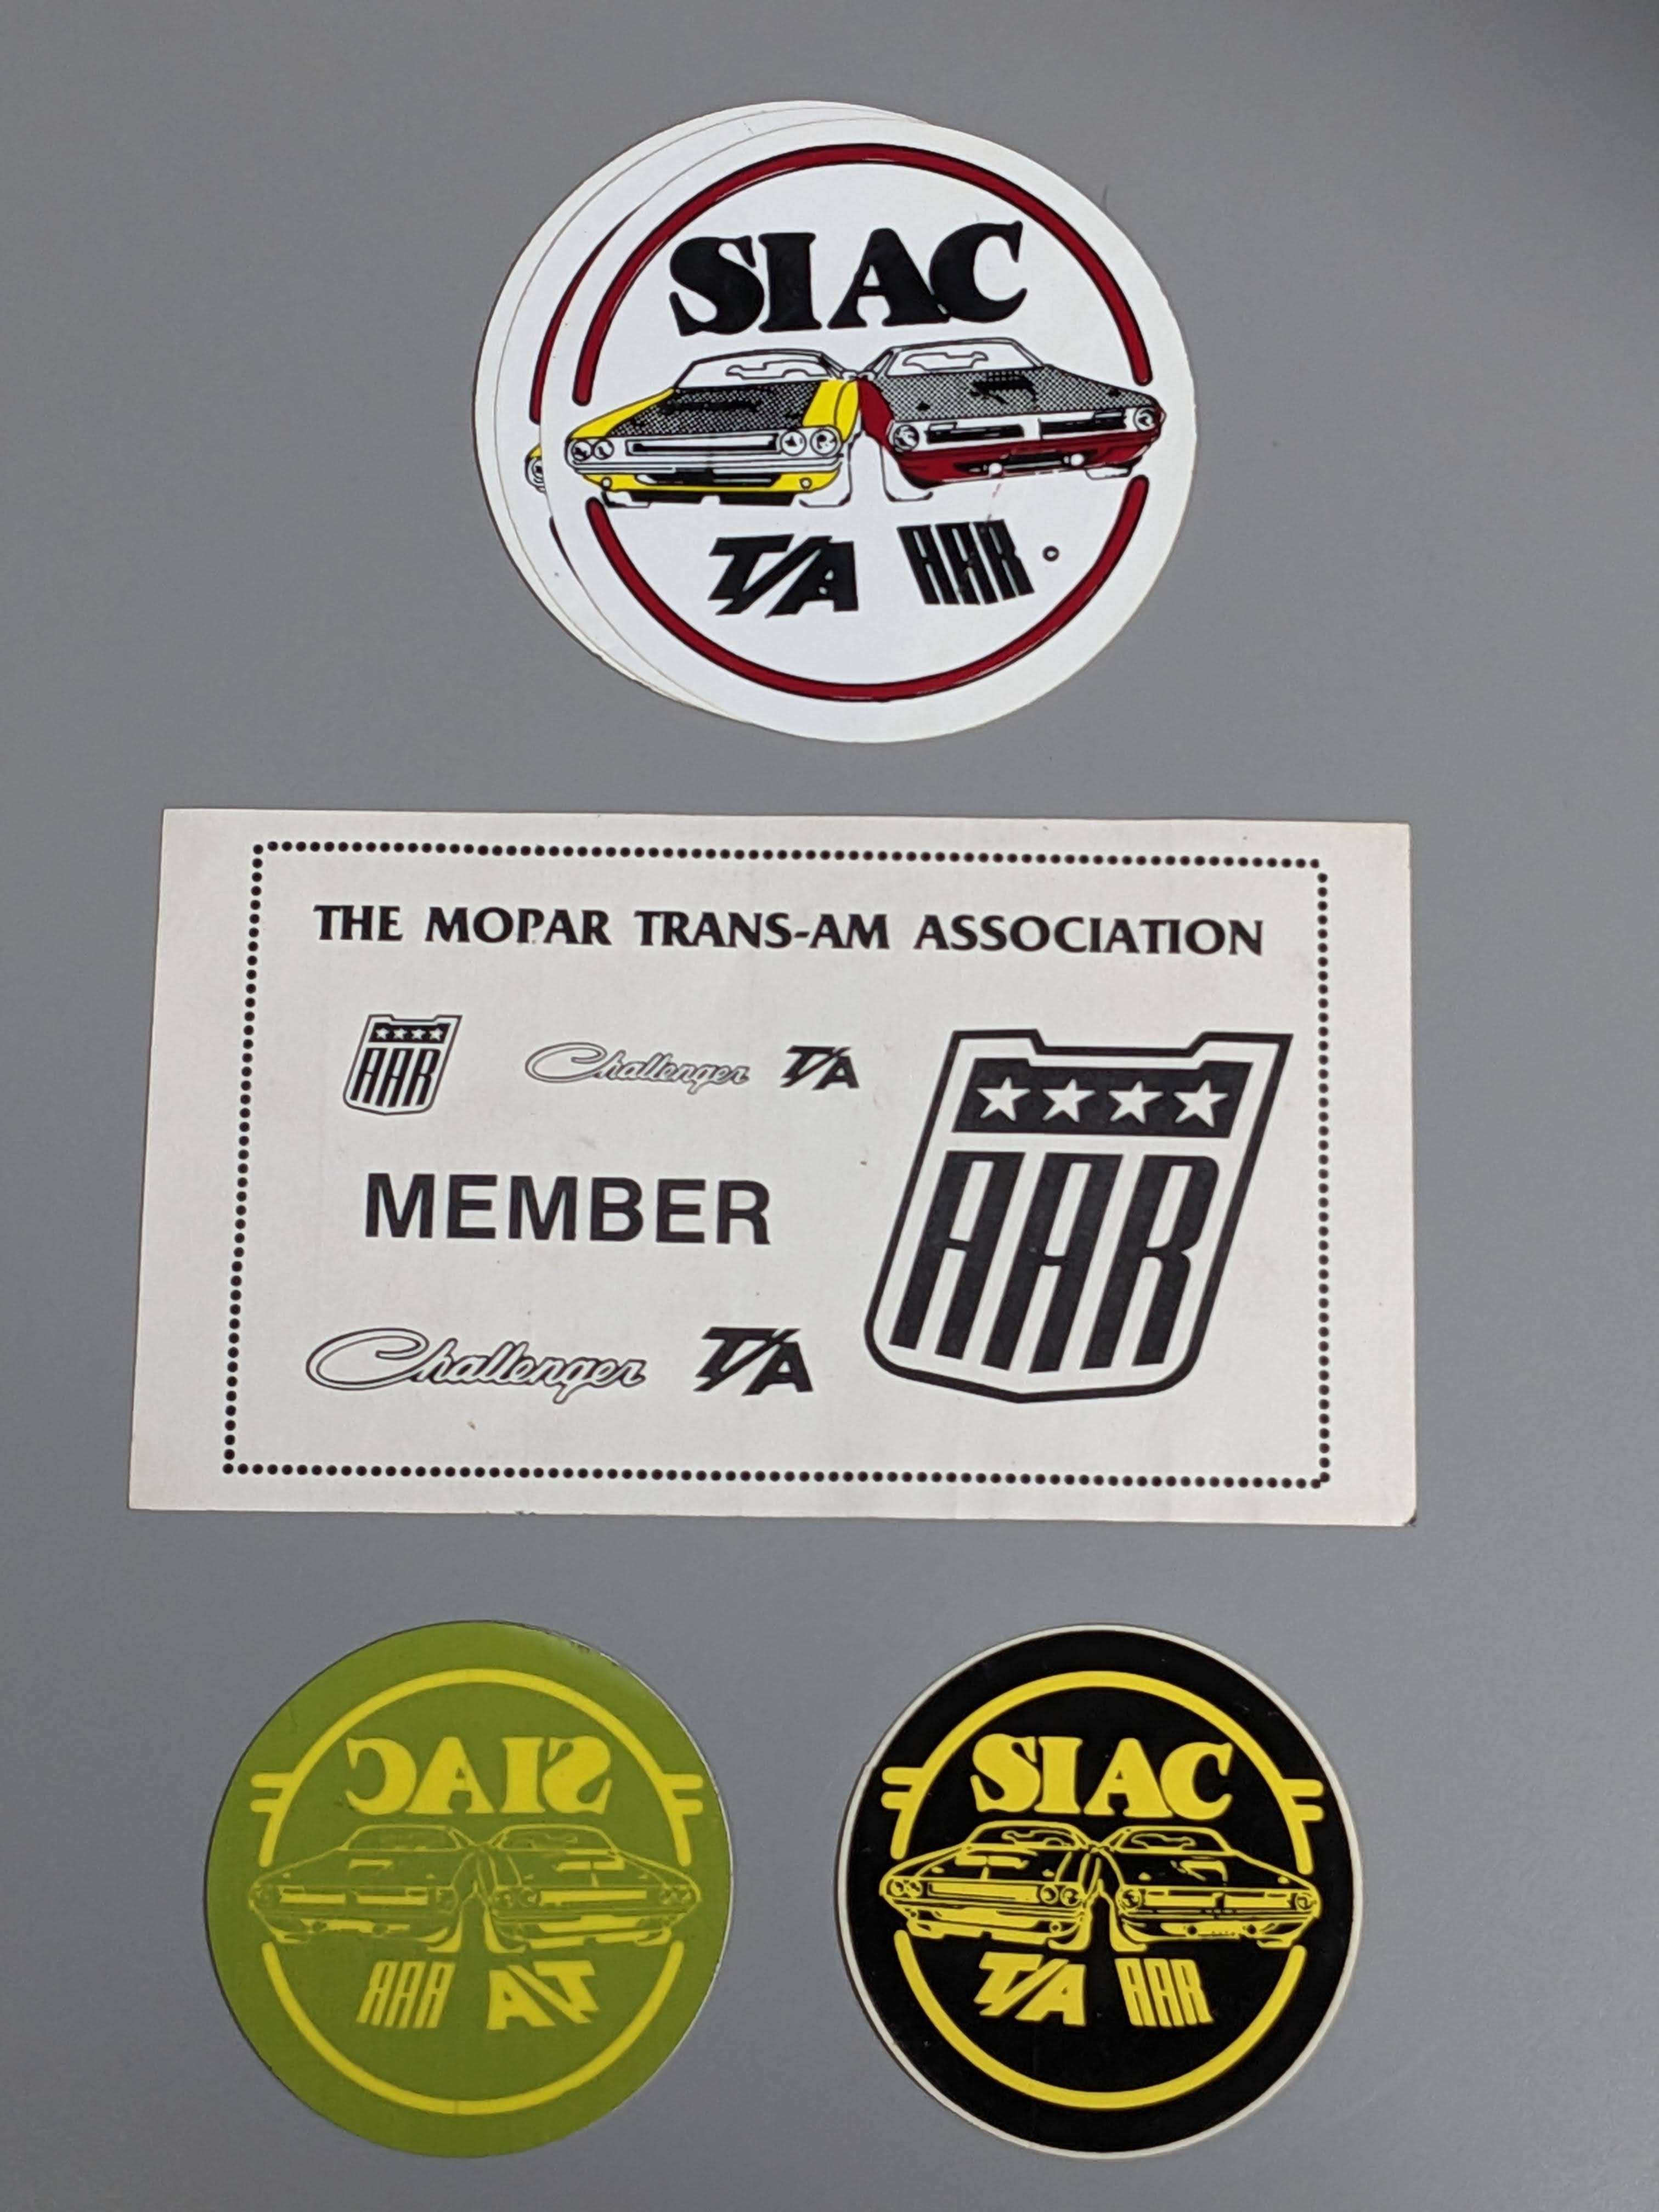 SIAC
T/A AAR
THE MOPAR TRANS-AM ASSOCIATION
AAR Challenger T/A
MEMBER
AAR
Challenger T/A
SIAC
T/A AAR
SIAC
T/A AAR